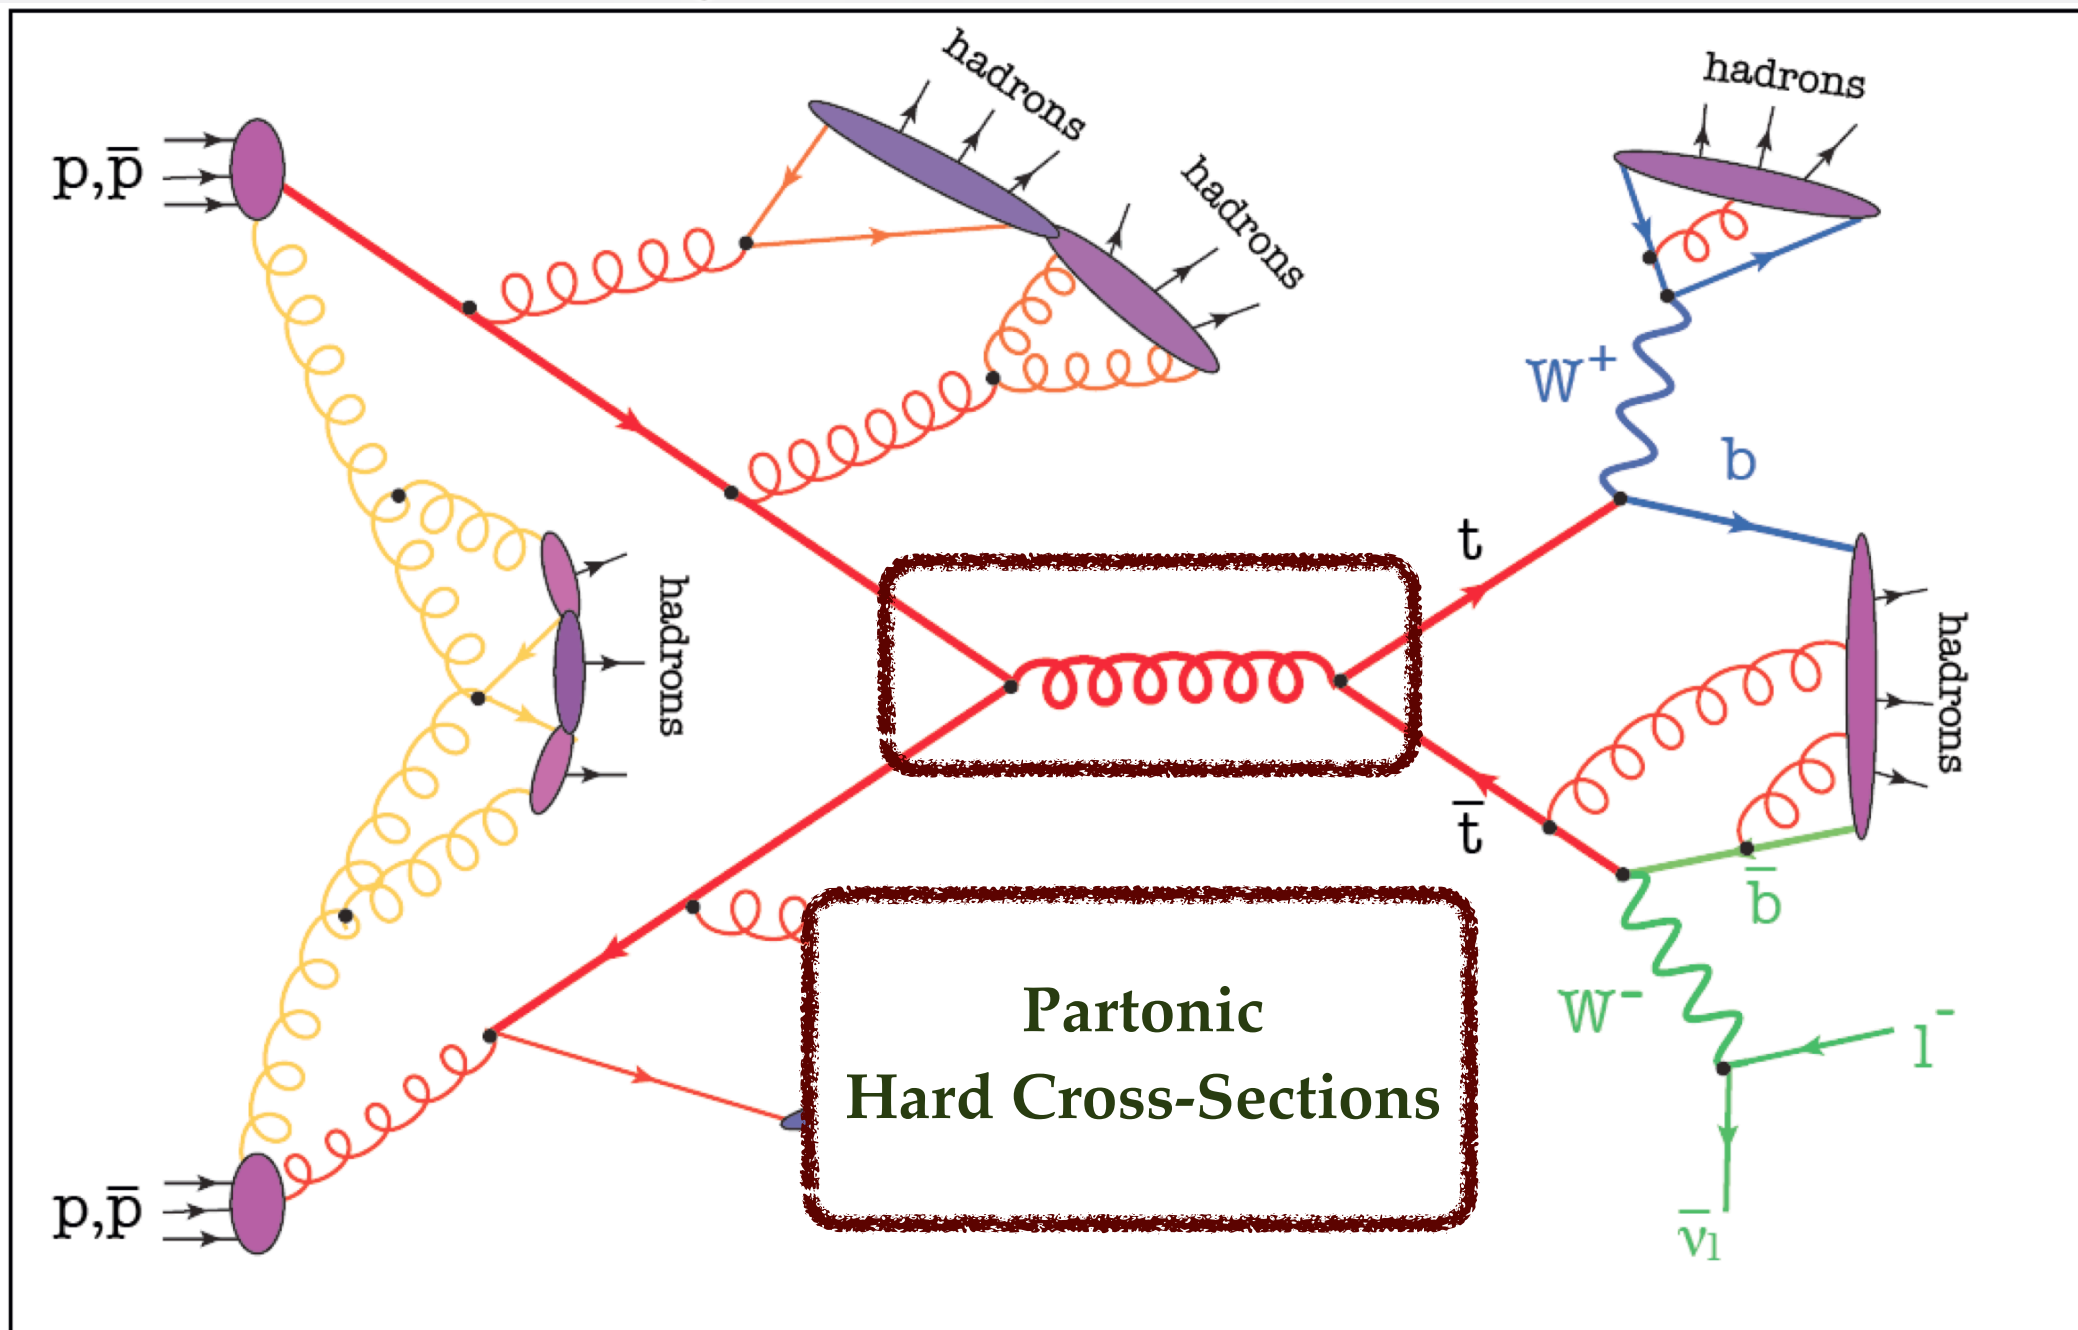 hadrons
hadrons
p,p̄
hadrons
W⁺
b
t
hadrons
hadrons
t̄
b̄
Partonic
Hard Cross-Sections
W⁻
l⁻
p,p̄
ν̄ₗ